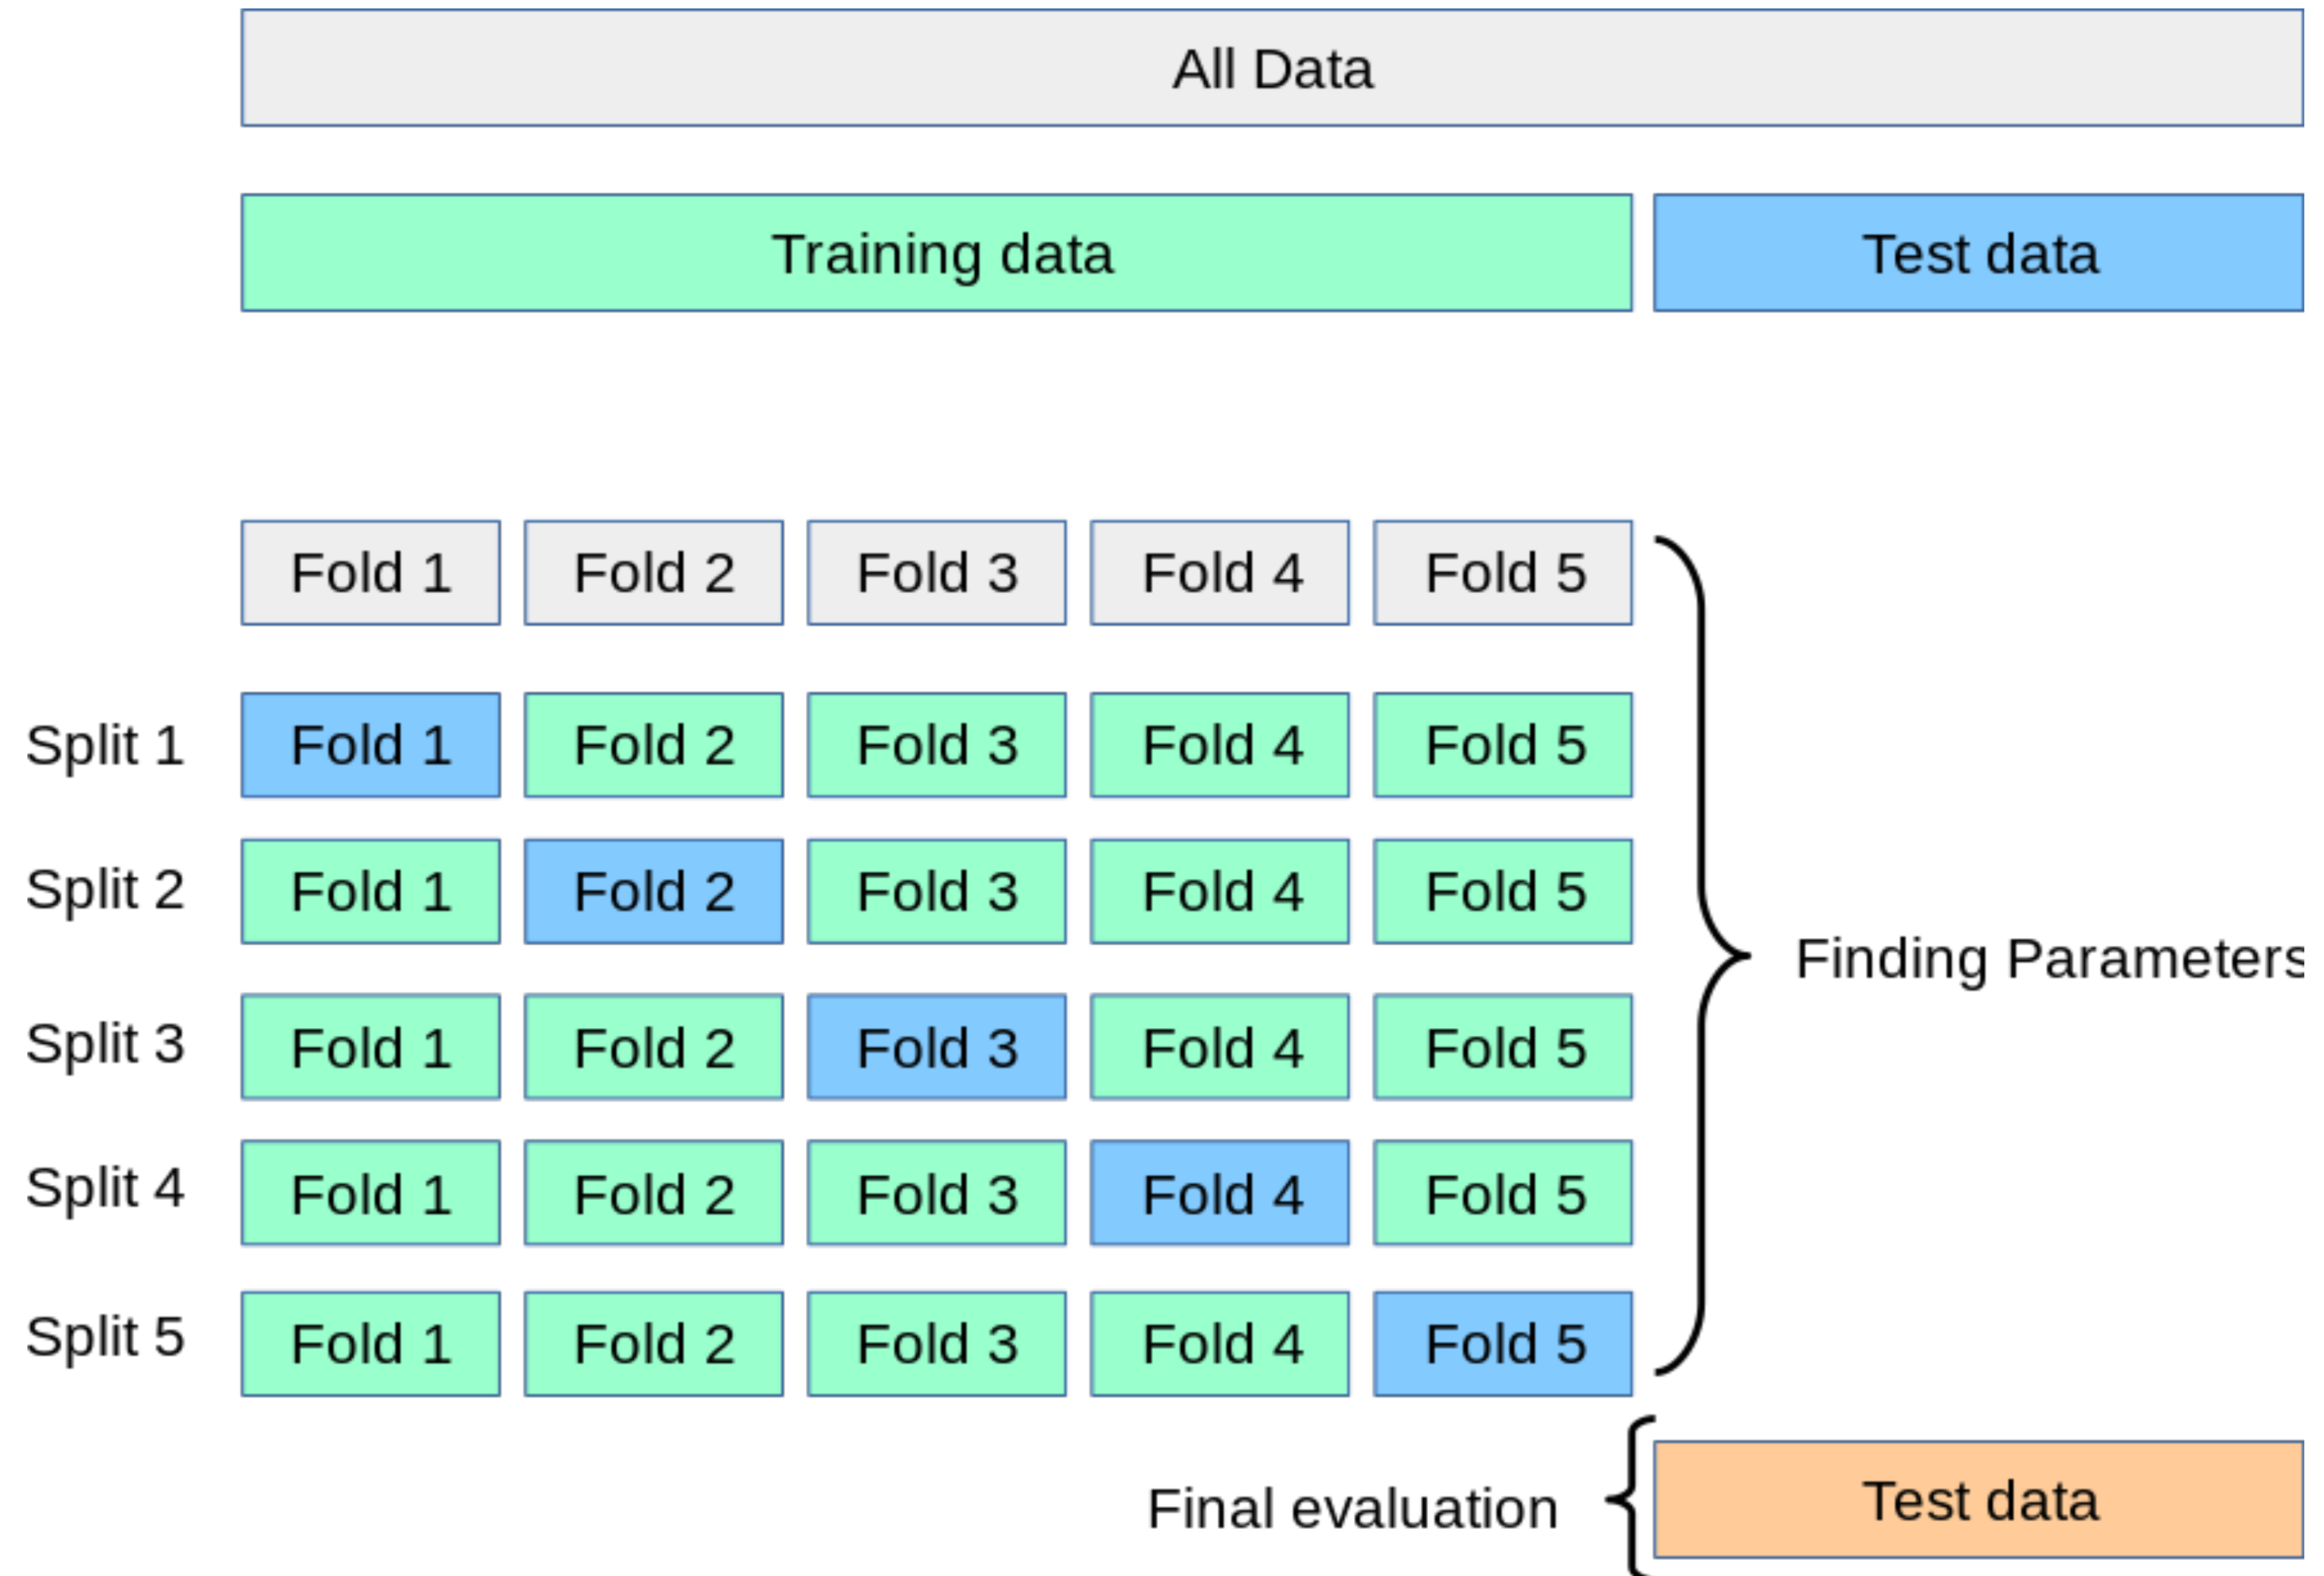 All Data
Training data Test data
Fold 1 Fold 2 Fold 3 Fold 4 Fold 5
Split 1 Fold 1 Fold 2 Fold 3 Fold 4 Fold 5
Split 2 Fold 1 Fold 2 Fold 3 Fold 4 Fold 5
Finding Parameters
Split 3 Fold 1 Fold 2 Fold 3 Fold 4 Fold 5
Split 4 Fold 1 Fold 2 Fold 3 Fold 4 Fold 5
Split 5 Fold 1 Fold 2 Fold 3 Fold 4 Fold 5
Final evaluation Test data